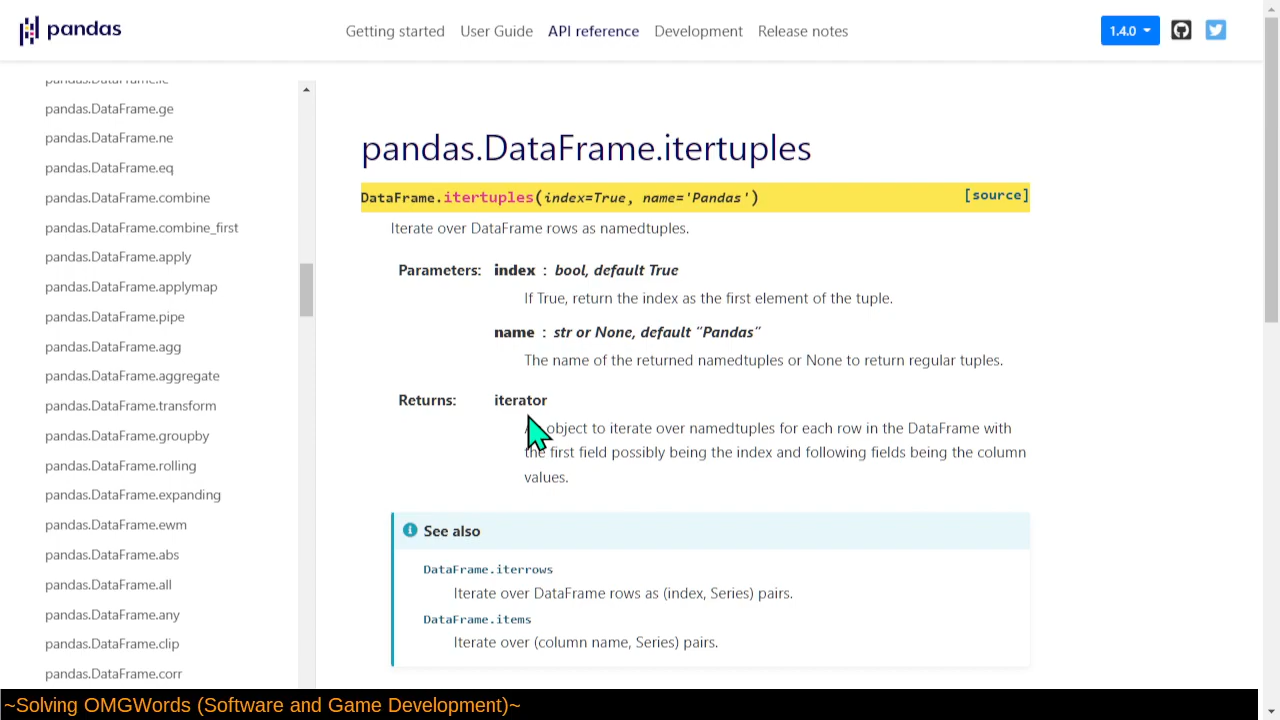 pandas
Getting started User Guide API reference Development Release notes
1.4.0
pandas.DataFrame.le
pandas.DataFrame.ge
pandas.DataFrame.ne
pandas.DataFrame.eq
pandas.DataFrame.combine
pandas.DataFrame.combine_first
pandas.DataFrame.apply
pandas.DataFrame.applymap
pandas.DataFrame.pipe
pandas.DataFrame.agg
pandas.DataFrame.aggregate
pandas.DataFrame.transform
pandas.DataFrame.groupby
pandas.DataFrame.rolling
pandas.DataFrame.expanding
pandas.DataFrame.ewm
pandas.DataFrame.abs
pandas.DataFrame.all
pandas.DataFrame.any
pandas.DataFrame.clip
pandas.DataFrame.corr
pandas.DataFrame.itertuples
DataFrame.itertuples(index=True, name='Pandas') [source]
Iterate over DataFrame rows as namedtuples.
Parameters: index : bool, default True
If True, return the index as the first element of the tuple.
name : str or None, default “Pandas”
The name of the returned namedtuples or None to return regular tuples.
Returns: iterator
object to iterate over namedtuples for each row in the DataFrame with
the first field possibly being the index and following fields being the column
values.
See also
DataFrame.iterrows
Iterate over DataFrame rows as (index, Series) pairs.
DataFrame.items
Iterate over (column name, Series) pairs.
~Solving OMGWords (Software and Game Development)~